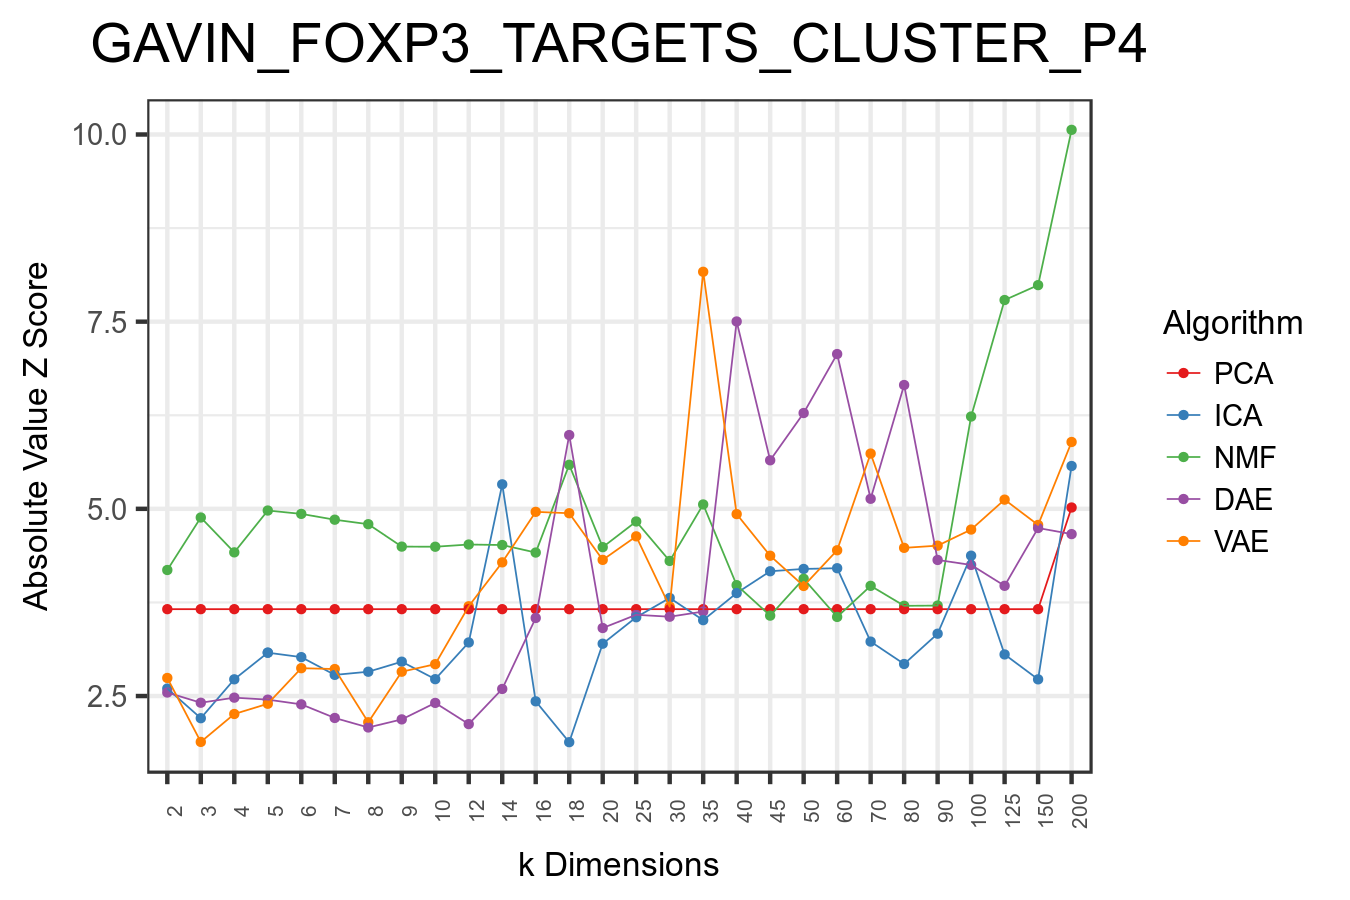 GAVIN_FOXP3_TARGETS_CLUSTER_P4
Absolute Value Z Score
10.0
7.5
5.0
2.5
2 3 4 5 6 7 8 9 10 12 14 16 18 20 25 30 35 40 45 50 60 70 80 90 100 125 150 200
k Dimensions
Algorithm
PCA
ICA
NMF
DAE
VAE